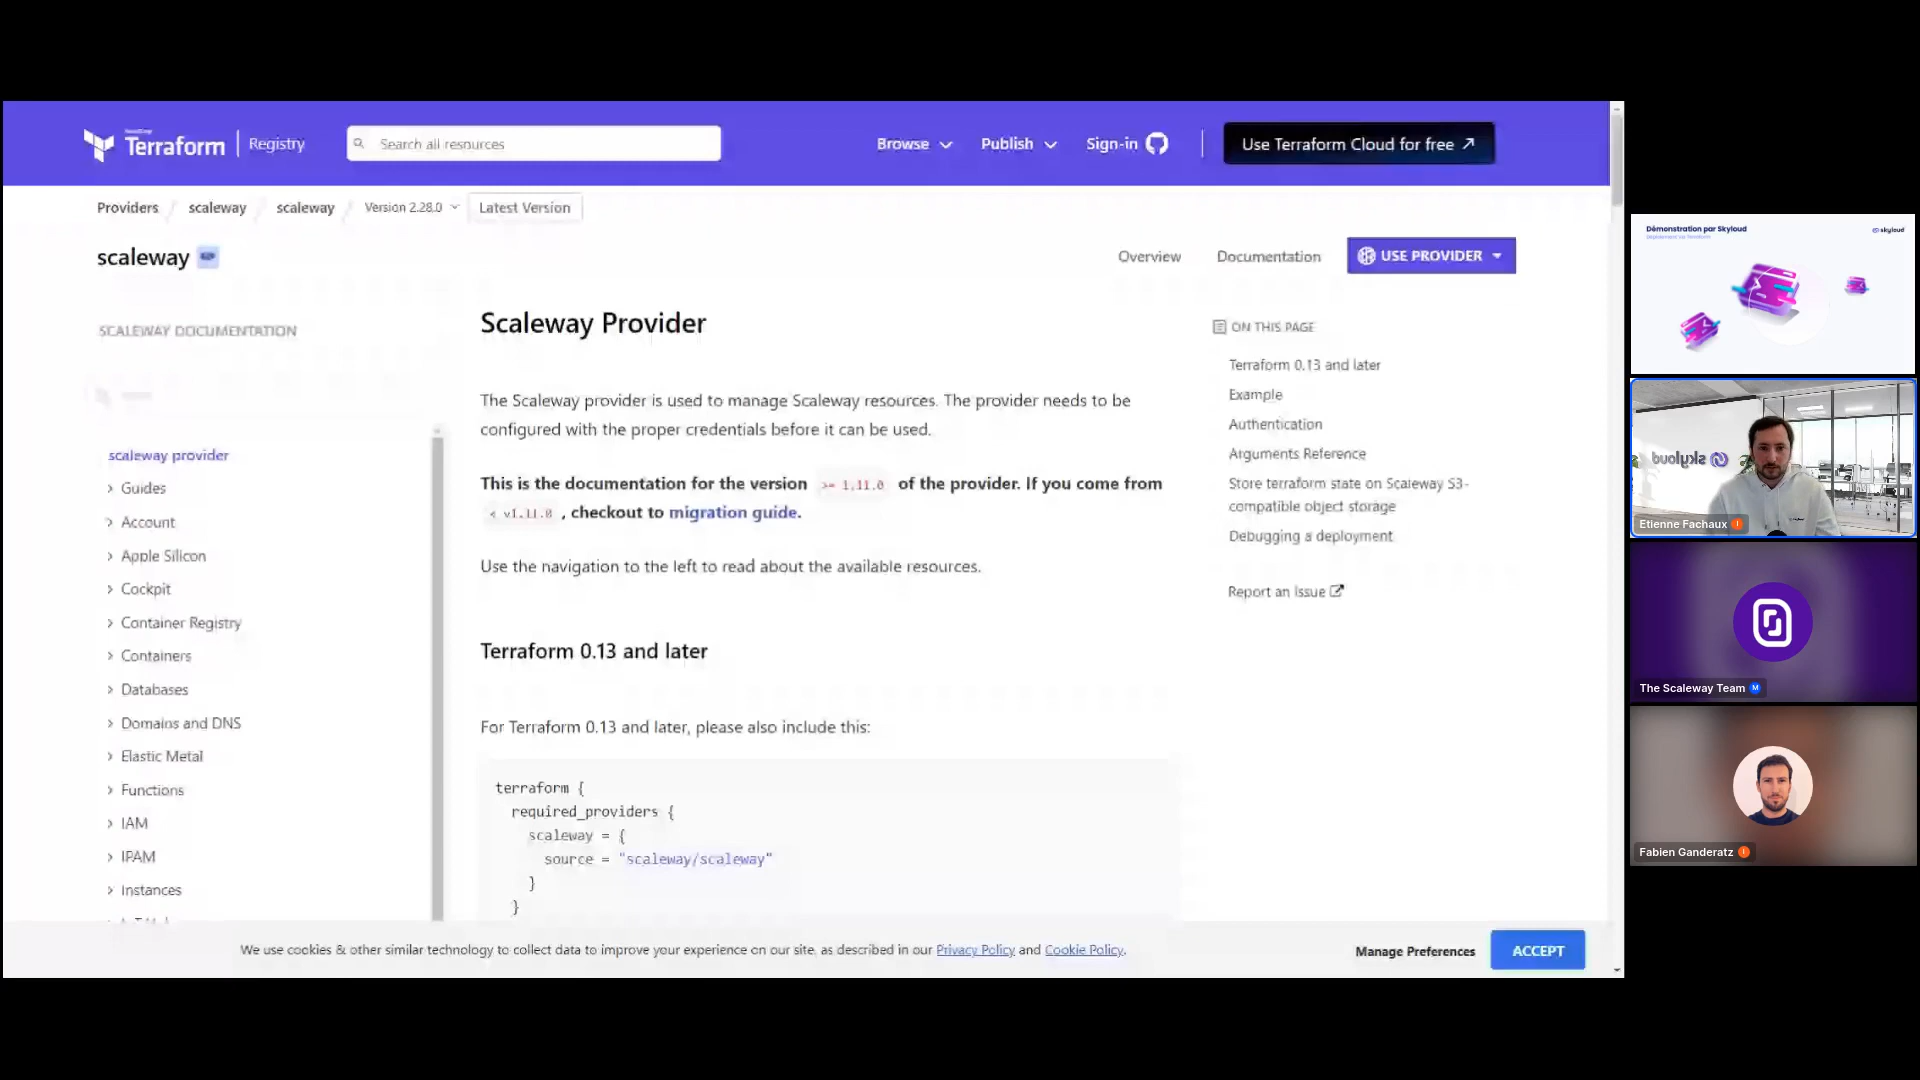 HashiCorp
Terraform
Registry
Search all resources
Browse
Publish
Sign-in
Use Terraform Cloud for free
Providers / scaleway / scaleway / Version 2.28.0
Latest Version
scaleway
Overview
Documentation
USE PROVIDER
SCALEWAY DOCUMENTATION
scaleway provider
Guides
Account
Apple Silicon
Cockpit
Container Registry
Containers
Databases
Domains and DNS
Elastic Metal
Functions
IAM
IPAM
Instances
Scaleway Provider
The Scaleway provider is used to manage Scaleway resources. The provider needs to be
configured with the proper credentials before it can be used.
This is the documentation for the version >= 1.11.0 of the provider. If you come from
< v1.11.0 , checkout to migration guide.
Use the navigation to the left to read about the available resources.
Terraform 0.13 and later
For Terraform 0.13 and later, please also include this:
terraform {
required_providers {
scaleway = {
source = "scaleway/scaleway"
}
}
ON THIS PAGE
Terraform 0.13 and later
Example
Authentication
Arguments Reference
Store terraform state on Scaleway S3-
compatible object storage
Debugging a deployment
Report an Issue
We use cookies & other similar technology to collect data to improve your experience on our site, as described in our Privacy Policy and Cookie Policy.
Manage Preferences
ACCEPT
Démonstration par Skyloud
skyloud
skyloud
Etienne Fachaux
The Scaleway Team M
Fabien Ganderatz